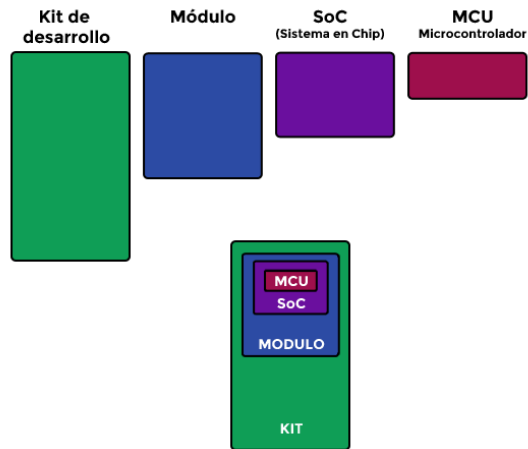 Kit de
desarrollo
Módulo
SoC
(Sistema en Chip)
MCU
Microcontrolador
MCU
SoC
MODULO
KIT